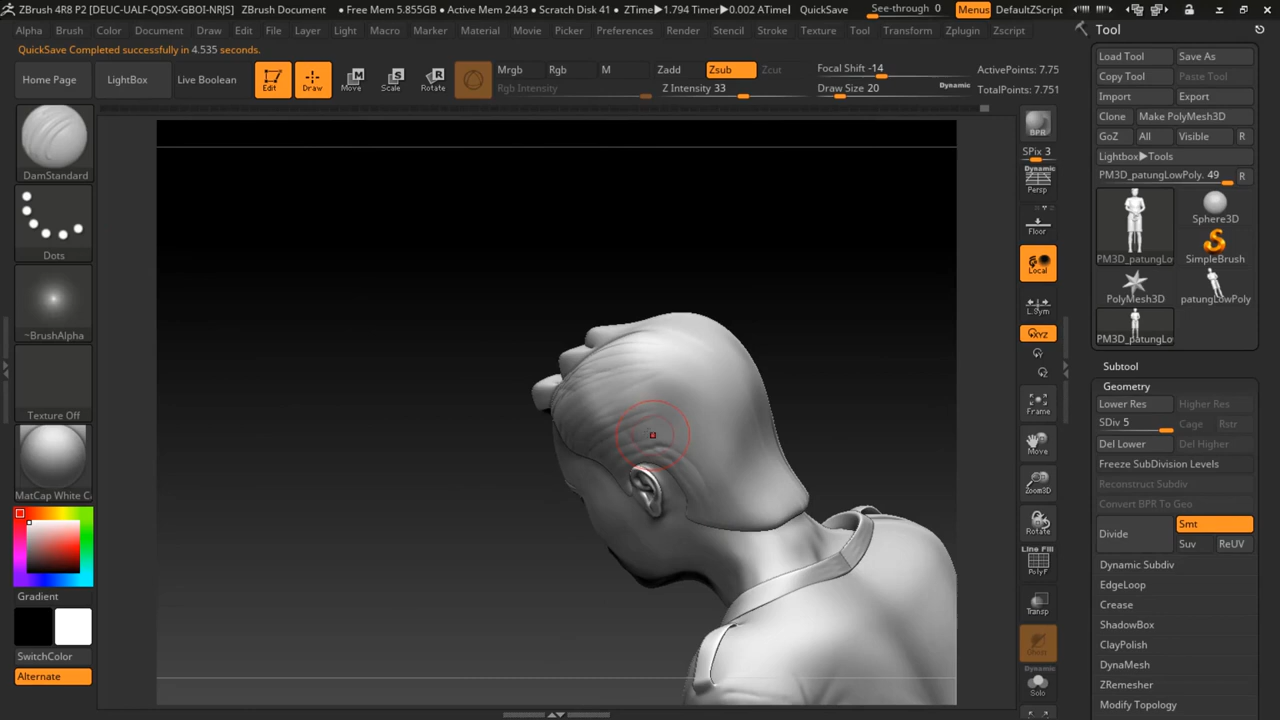 ZBrush 4R8 P2 [DEUC-UALF-QDSX-GBOI-NRJS] ZBrush Document • Free Mem 5.855GB • Active Mem 2443 • Scratch Disk 41 • ZTime▶1.794 Timer▶0.002 ATime] QuickSave See-through 0 Menus DefaultZScript
Alpha Brush Color Document Draw Edit File Layer Light Macro Marker Material Movie Picker Preferences Render Stencil Stroke Texture Tool Transform Zplugin Zscript
QuickSave Completed successfully in 4.535 seconds.
Home Page LightBox Live Boolean Edit Draw Move Scale Rotate
Mrgb Rgb M Zadd Zsub Zcut Focal Shift -14 ActivePoints: 7.75
Rgb Intensity Z Intensity 33 Draw Size 20 Dynamic TotalPoints: 7.751
DamStandard
Dots
~BrushAlpha
Texture Off
MatCap White C
Gradient
SwitchColor
Alternate
BPR
SPix 3
Dynamic
Persp
Floor
Local
L.Sym
XYZ
Frame
Move
Zoom3D
Rotate
Line Fill
PolyF
Transp
Ghost
Dynamic
Solo
Tool
Load Tool Save As
Copy Tool Paste Tool
Import Export
Clone Make PolyMesh3D
GoZ All Visible R
Lightbox▶Tools
PM3D_patungLowPoly. 49 R
PM3D_patungLo Sphere3D
SimpleBrush
PolyMesh3D patungLowPoly
PM3D_patungLo
Subtool
Geometry
Lower Res Higher Res
SDiv 5 Cage Rstr
Del Lower Del Higher
Freeze SubDivision Levels
Reconstruct Subdiv
Convert BPR To Geo
Divide Smt
Suv ReUV
Dynamic Subdiv
EdgeLoop
Crease
ShadowBox
ClayPolish
DynaMesh
ZRemesher
Modify Topology